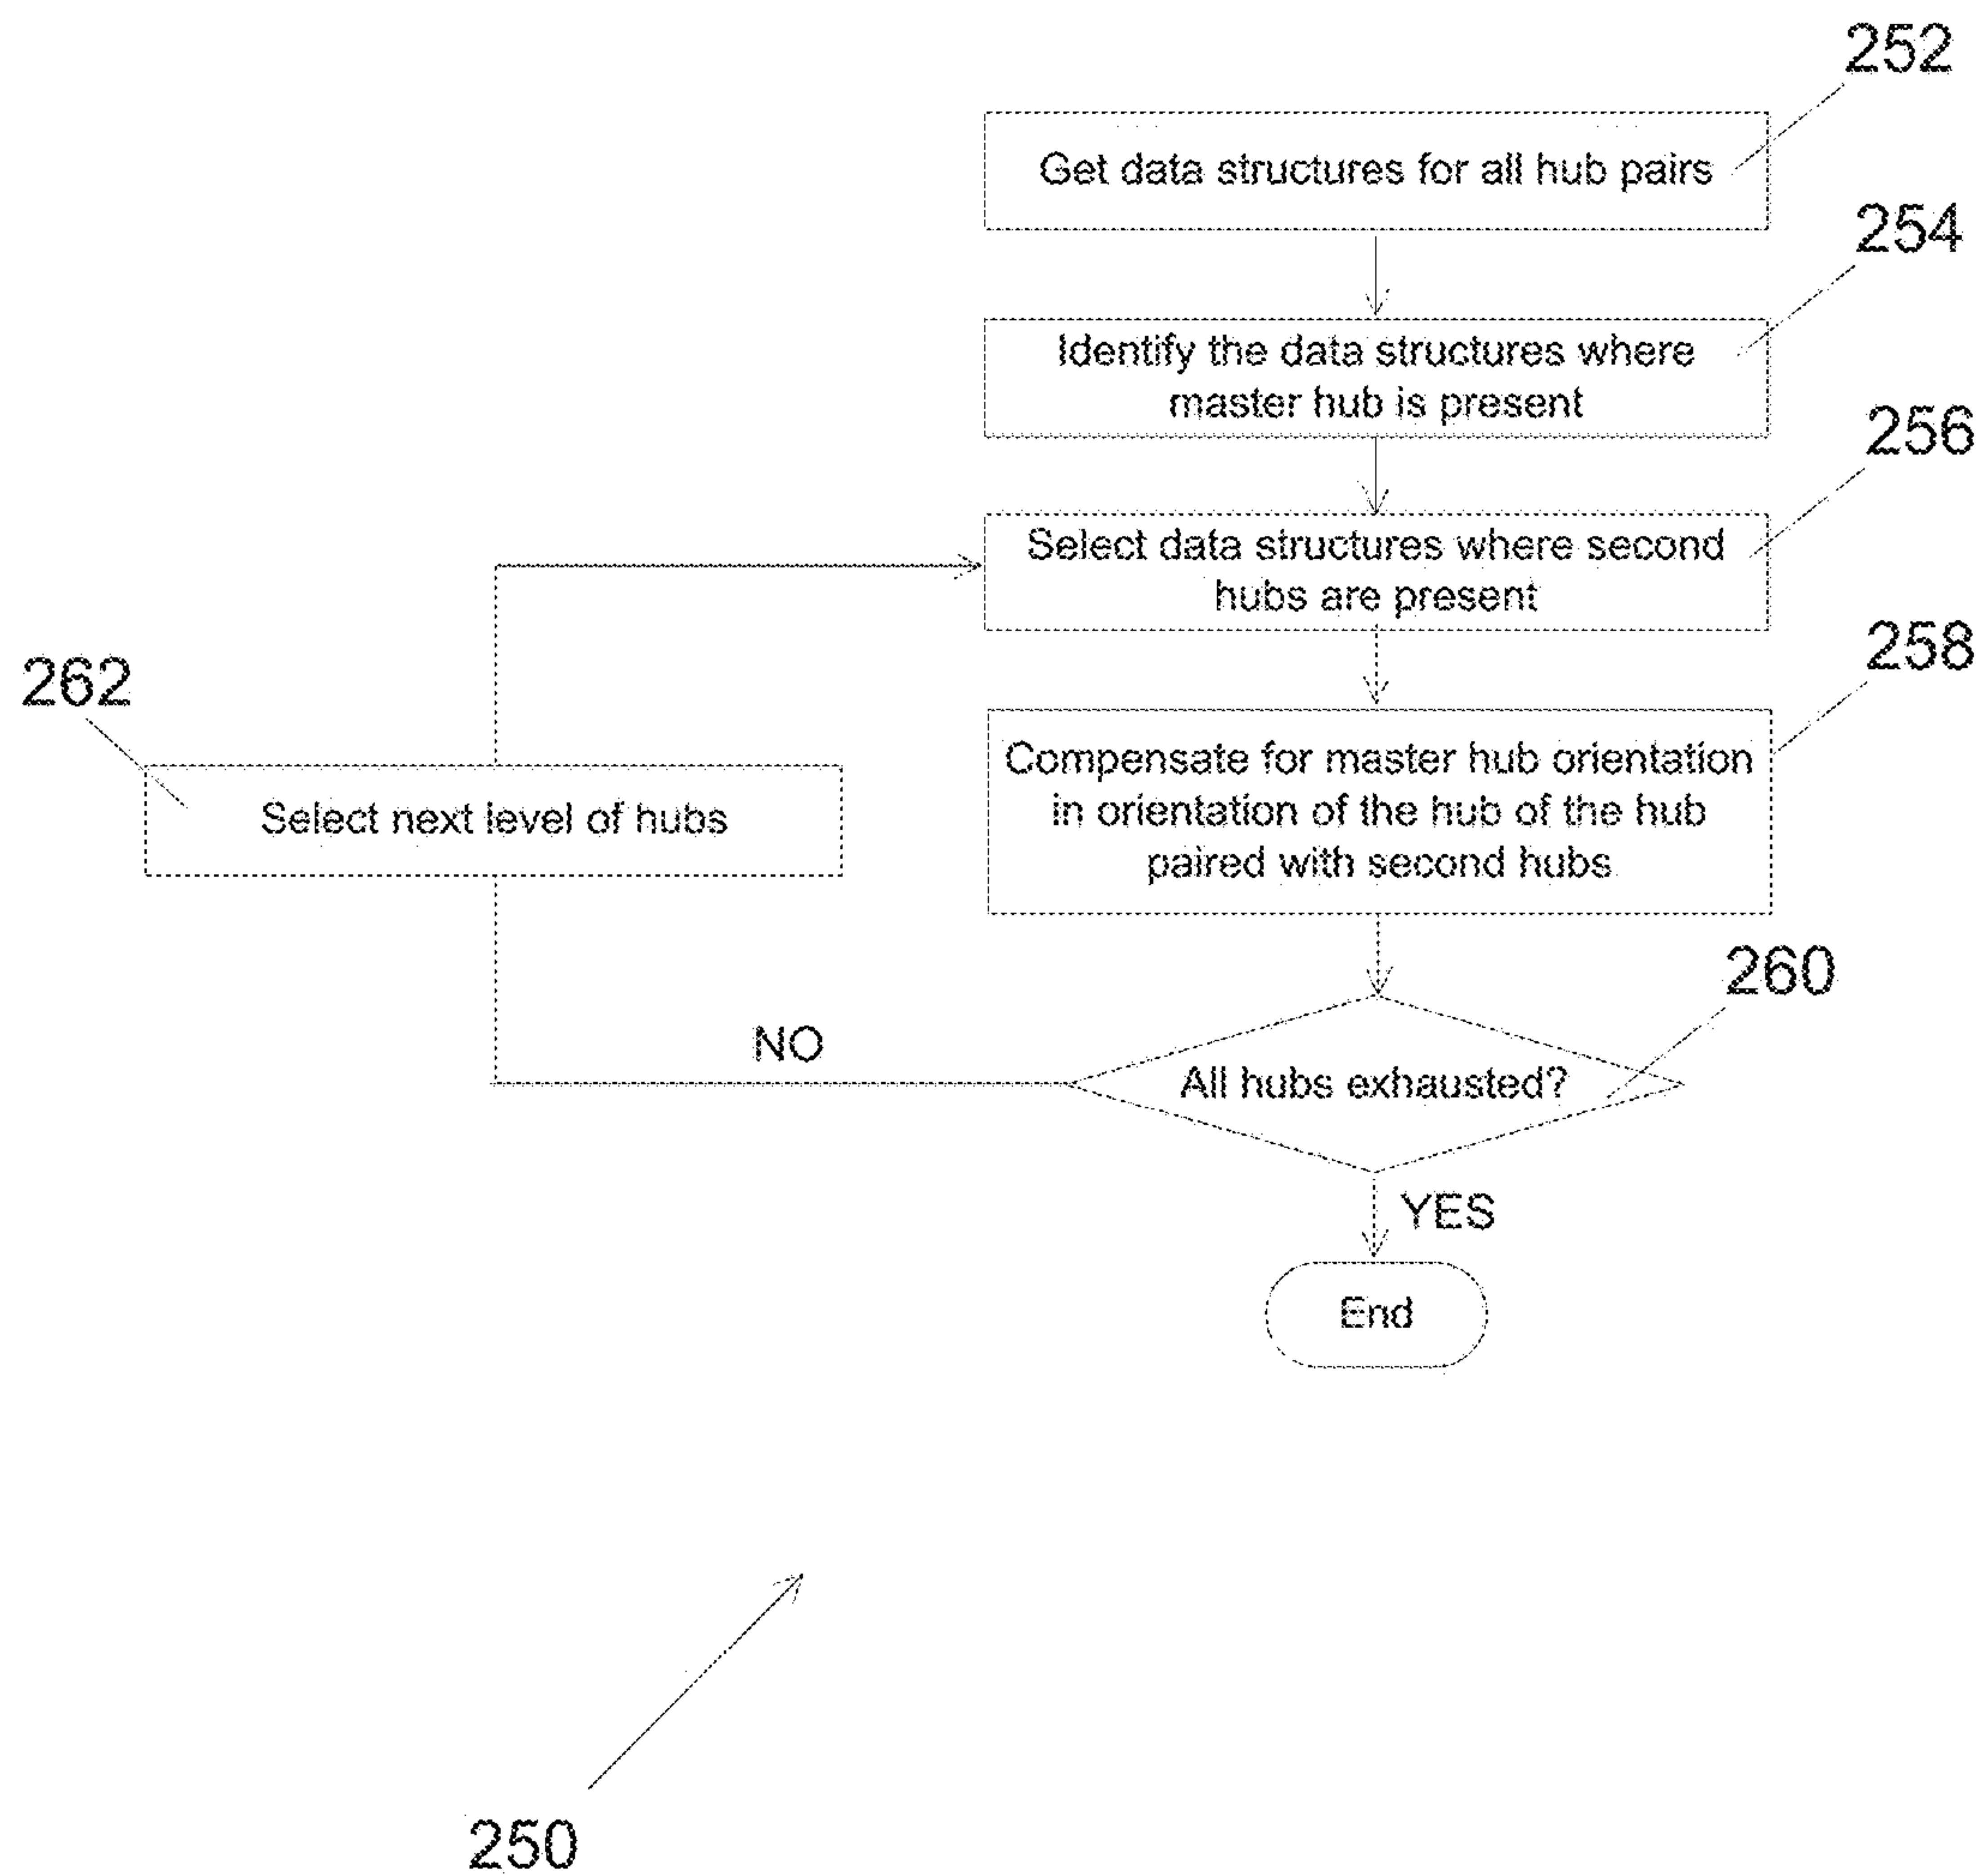 252
Get data structures for all hub pairs
254
Identify the data structures where
master hub is present
256
Select data structures where second
hubs are present
258
262
Compensate for master hub orientation
in orientation of the hub of the hub
paired with second hubs
Select next level of hubs
260
NO
All hubs exhausted?
YES
End
250